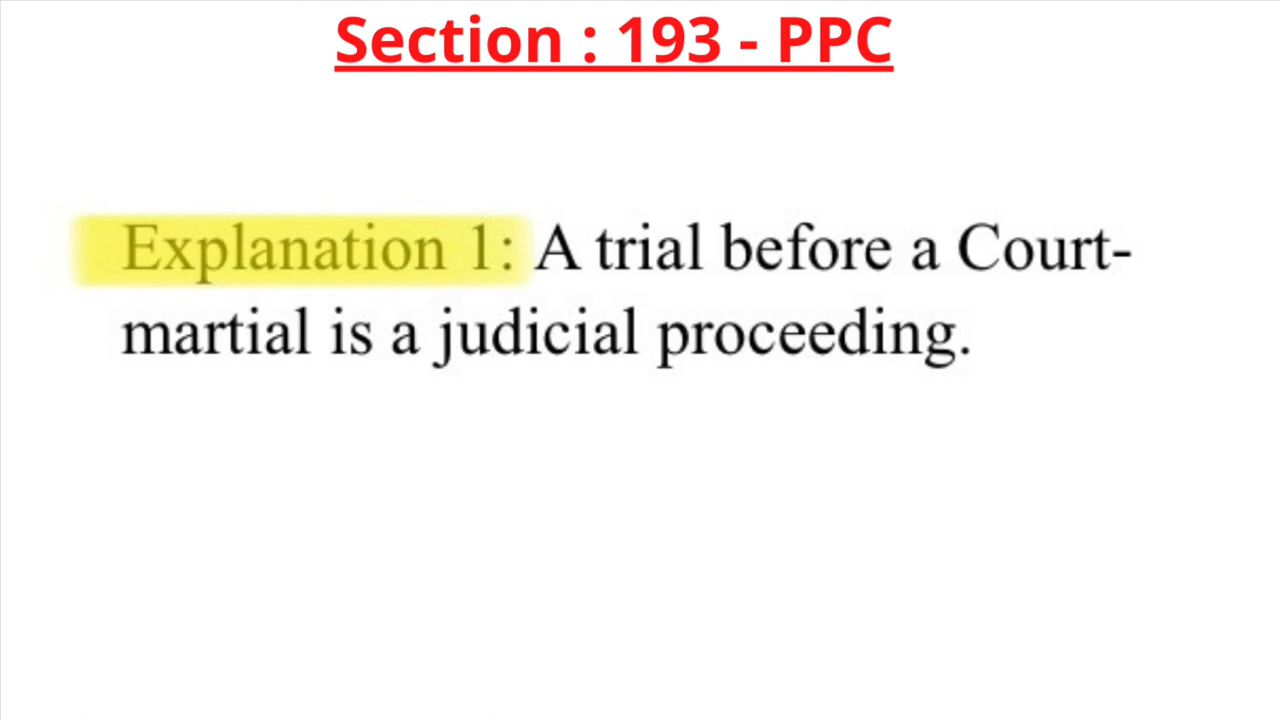 Section : 193 - PPC
Explanation 1: A trial before a Court-
martial is a judicial proceeding.